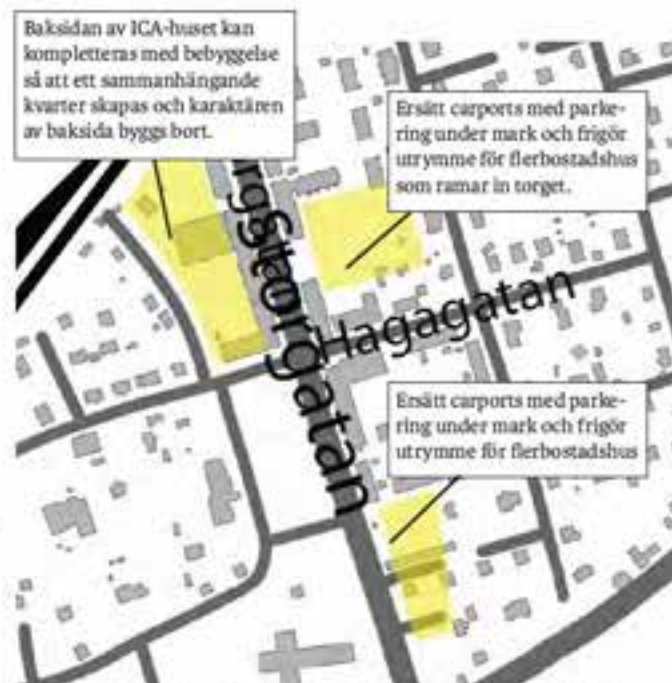 Baksidan av ICA-huset kan
kompletteras med bebyggelse
så att ett sammanhängande
kvarter skapas och karaktären
av baksida byggs bort.
Ersätt carports med parke-
ring under mark och frigör
utrymme för flerbostadshus
som ramar in torget.
Storgatan
Hagagatan
Ersätt carports med parke-
ring under mark och frigör
utrymme för flerbostadshus